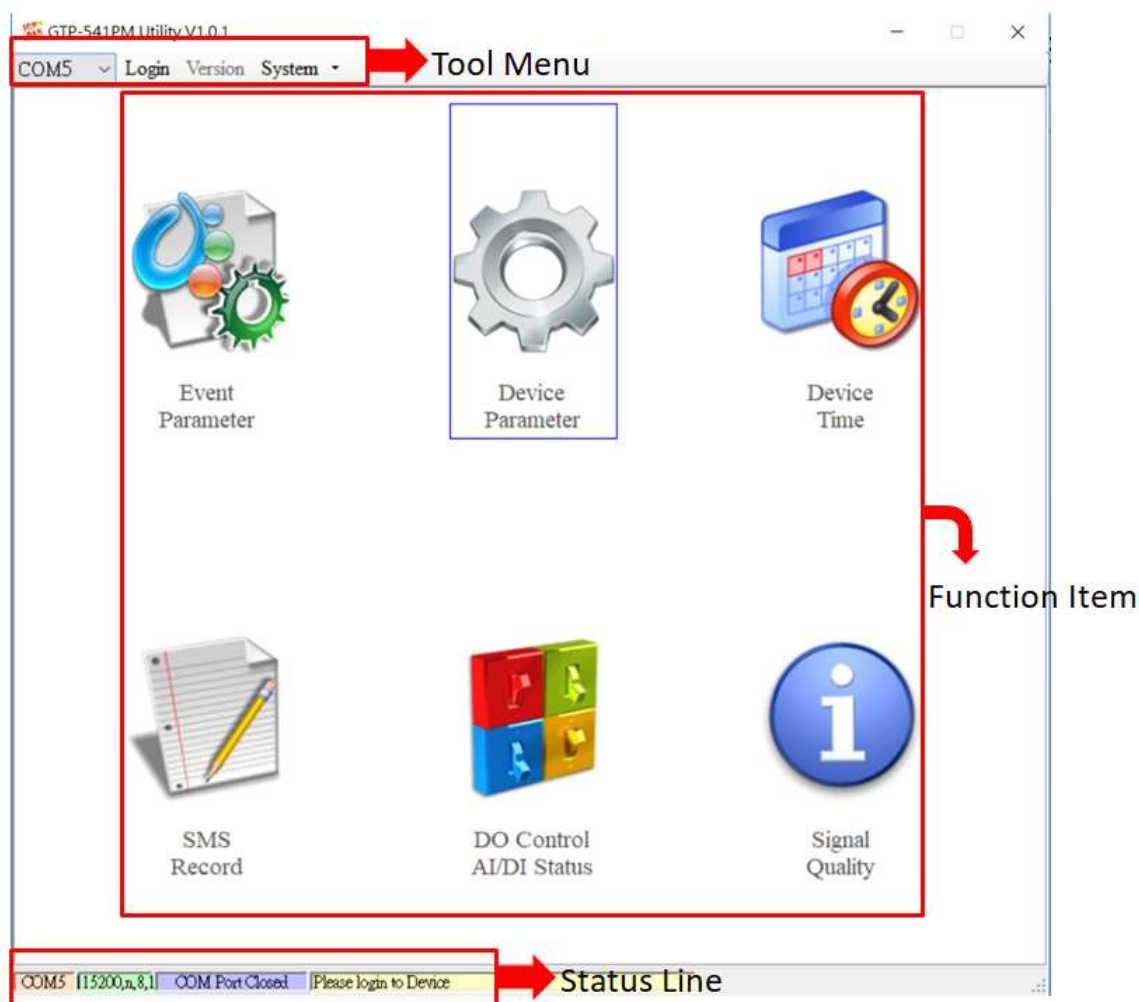 GTP-541PM Utility V1.0.1
COM5 Login Version System
Tool Menu
Event
Parameter
Device
Parameter
Device
Time
Function Item
SMS
Record
DO Control
AI/DI Status
Signal
Quality
COM5 15200,n,8,1 COM Port Closed Please login to Device
Status Line